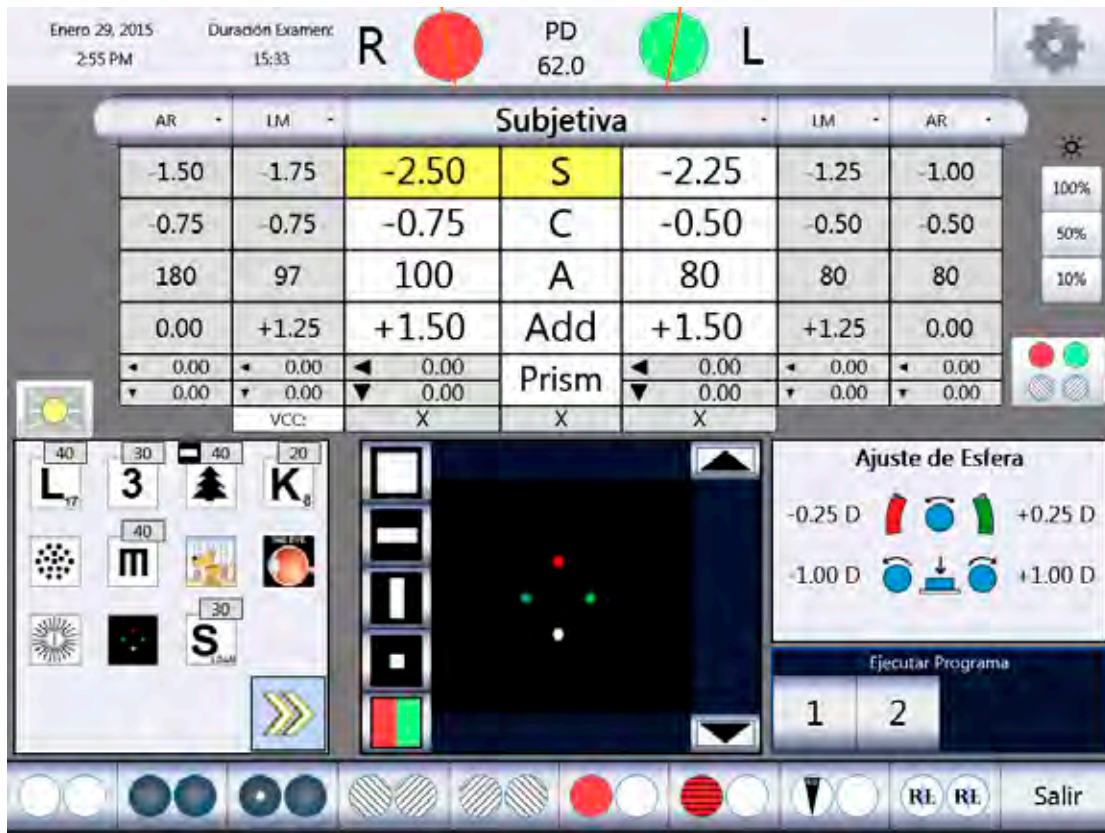 Enero 29, 2015 Duración Examen: R PD L
2:55 PM 15:33 62.0
AR LM Subjetiva LM AR
-1.50 -1.75 -2.50 S -2.25 -1.25 -1.00
-0.75 -0.75 -0.75 C -0.50 -0.50 -0.50
180 97 100 A 80 80 80
0.00 +1.25 +1.50 Add +1.50 +1.25 0.00
0.00 0.00 0.00 Prism 0.00 0.00 0.00
0.00 0.00 0.00 0.00 0.00 0.00
VCC: X X X
100%
50%
10%
40 30 40 20
L 17 3 K 8
40
m
30
S
Ajuste de Esfera
-0.25 D +0.25 D
-1.00 D +1.00 D
Ejecutar Programa
1 2
RL RL Salir